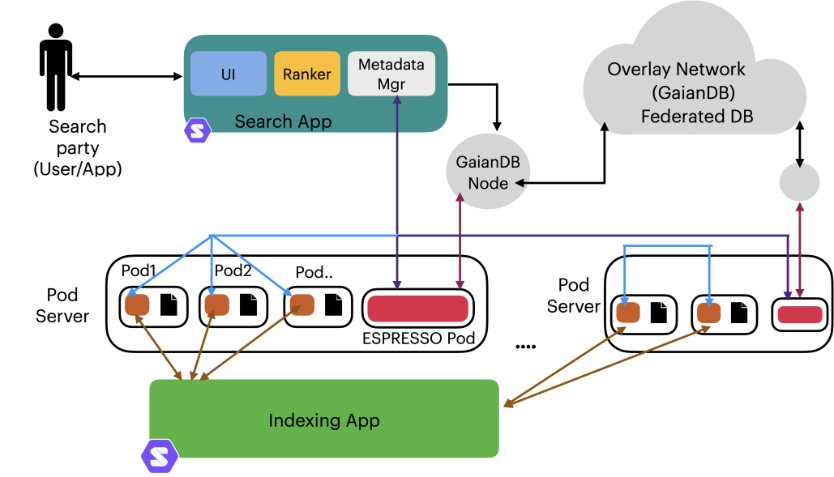 UI
Ranker
Metadata
Mgr
Search App
Search
party
(User/App)
Overlay Network
(GaianDB)
Federated DB
GaianDB
Node
Pod
Server
Pod1
Pod2
Pod..
ESPRESSO Pod
....
Pod
Server
Indexing App
S
S